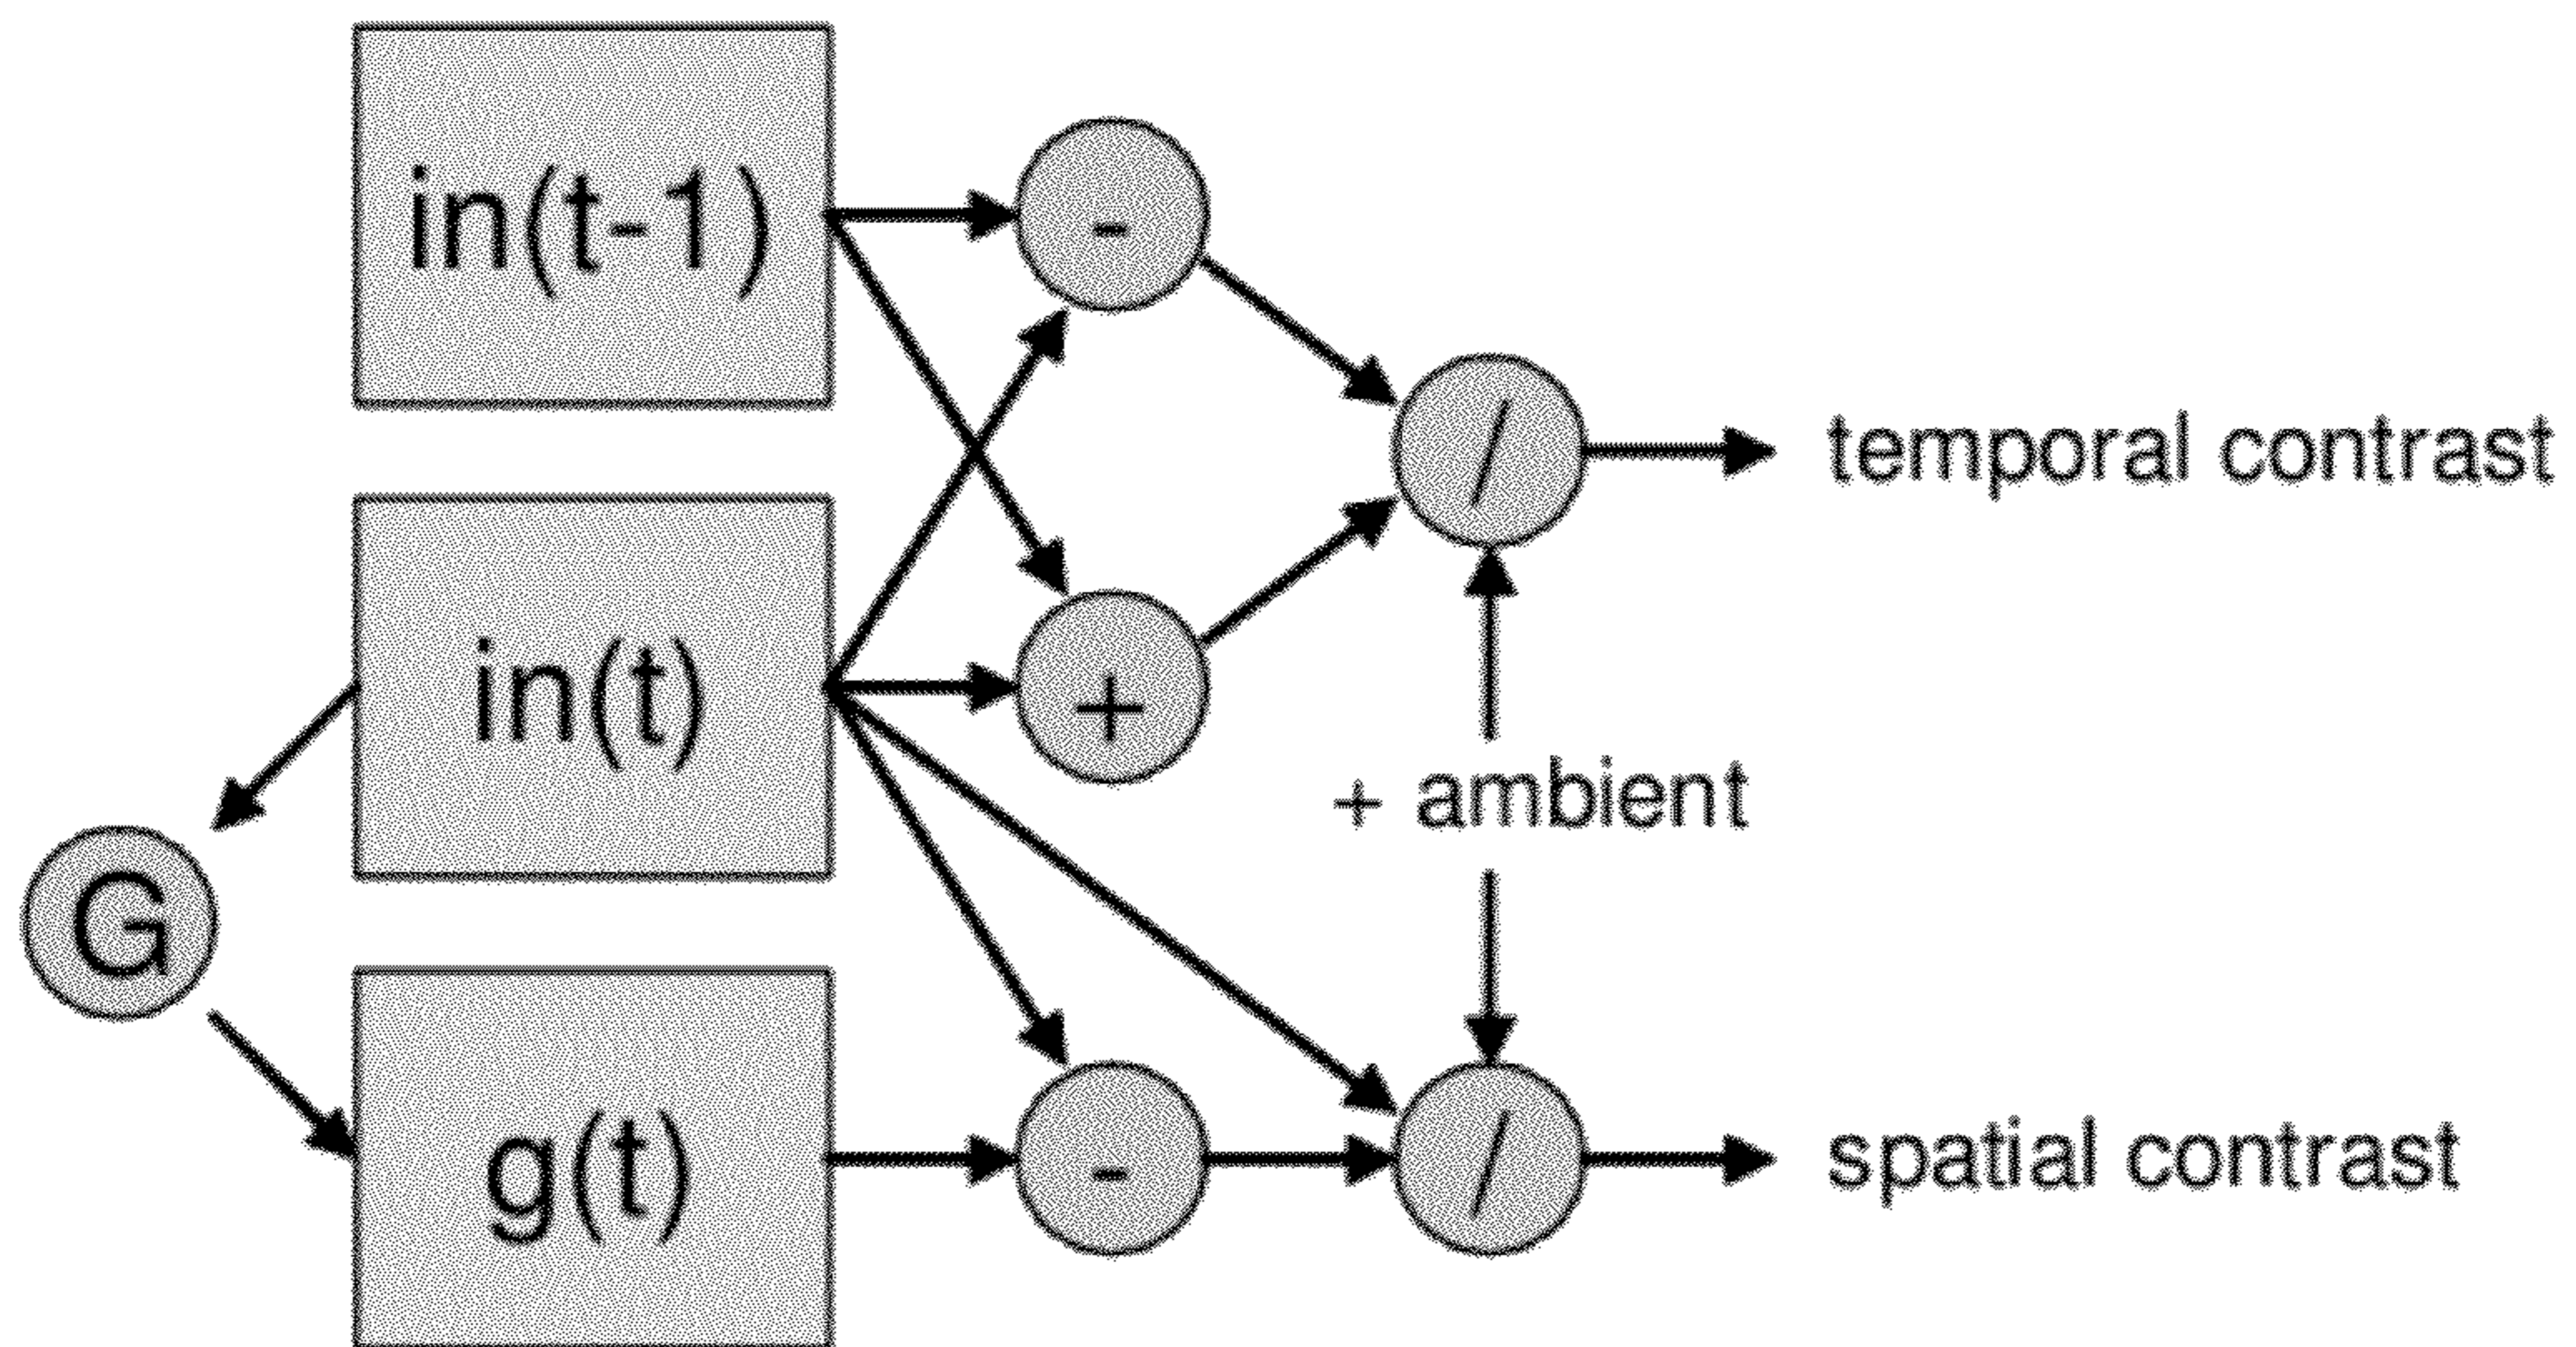 in(t-1)
-
/
temporal contrast
in(t)
+
+ ambient
G
g(t)
-
/
spatial contrast